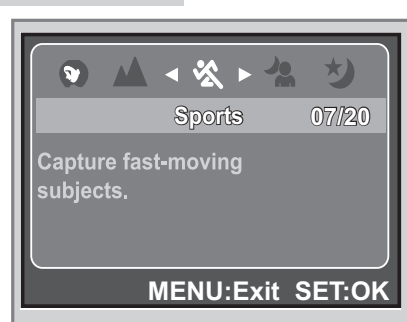 Sports 07/20
Capture fast-moving
subjects.
MENU:Exit SET:OK